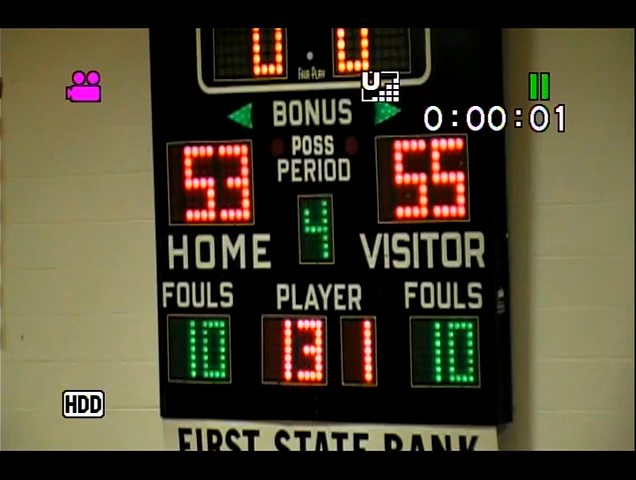 0 0
FAIR PLAY
U
BONUS
0:00:01
53 POSS 55
PERIOD
4
HOME VISITOR
FOULS PLAYER FOULS
10 13 1 10
HDD
FIRST STATE BANK